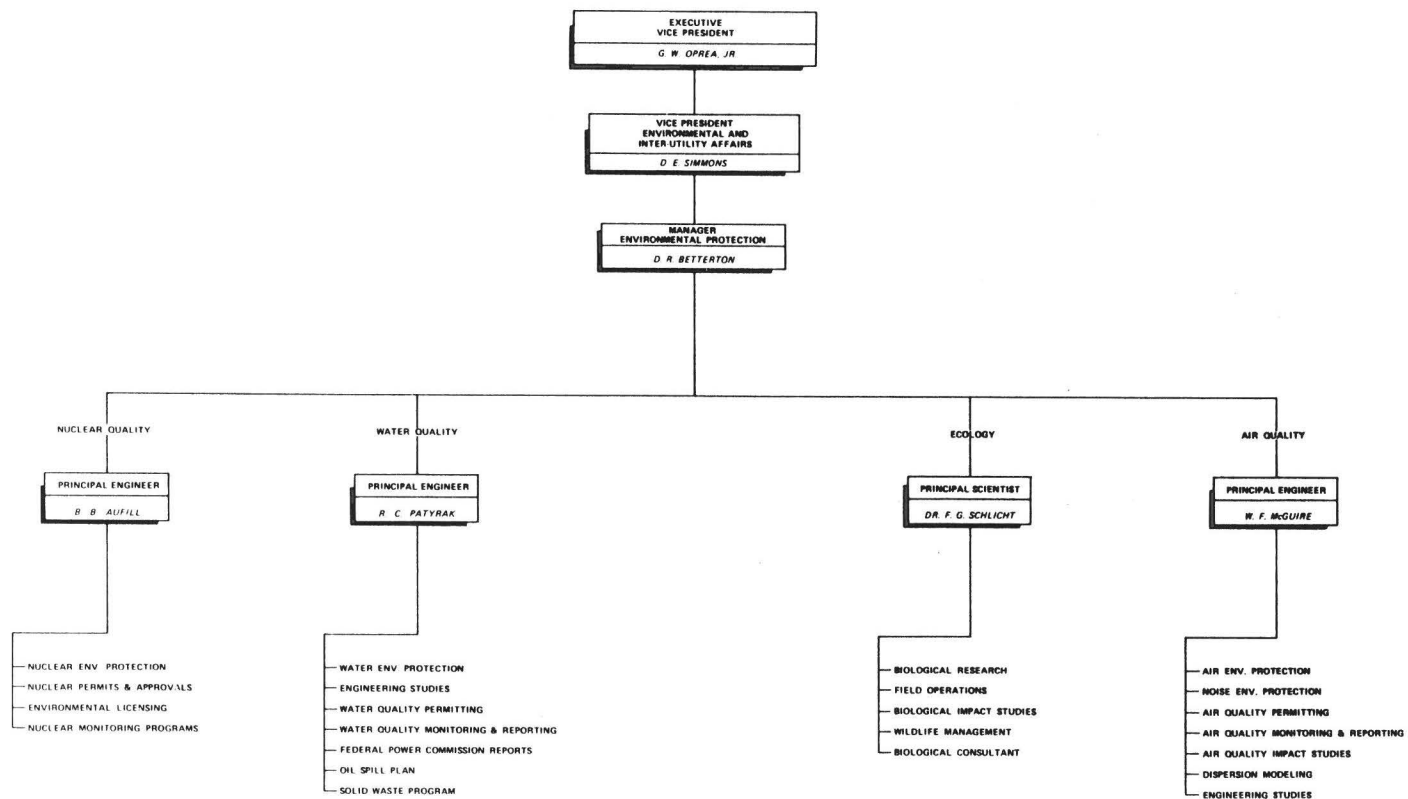 EXECUTIVE
VICE PRESIDENT
G. W. OPREA, JR
VICE PRESIDENT
ENVIRONMENTAL AND
INTER-UTILITY AFFAIRS
D. E. SIMMONS
MANAGER
ENVIRONMENTAL PROTECTION
D. R. BETTERTON
NUCLEAR QUALITY
PRINCIPAL ENGINEER
B. B. AUFILL
NUCLEAR ENV. PROTECTION
NUCLEAR PERMITS & APPROVALS
ENVIRONMENTAL LICENSING
NUCLEAR MONITORING PROGRAMS
WATER QUALITY
PRINCIPAL ENGINEER
R. C. PATYRAK
WATER ENV. PROTECTION
ENGINEERING STUDIES
WATER QUALITY PERMITTING
WATER QUALITY MONITORING & REPORTING
FEDERAL POWER COMMISSION REPORTS
OIL SPILL PLAN
SOLID WASTE PROGRAM
ECOLOGY
PRINCIPAL SCIENTIST
DR. F. G. SCHLICHT
BIOLOGICAL RESEARCH
FIELD OPERATIONS
BIOLOGICAL IMPACT STUDIES
WILDLIFE MANAGEMENT
BIOLOGICAL CONSULTANT
AIR QUALITY
PRINCIPAL ENGINEER
W. F. McGUIRE
AIR ENV. PROTECTION
NOISE ENV. PROTECTION
AIR QUALITY PERMITTING
AIR QUALITY MONITORING & REPORTING
AIR QUALITY IMPACT STUDIES
DISPERSION MODELING
ENGINEERING STUDIES